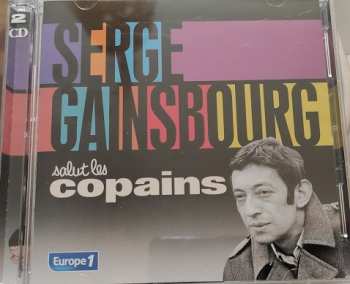 2
CD
SERGE
GAINSBOURG
salut les
copains
Europe 1